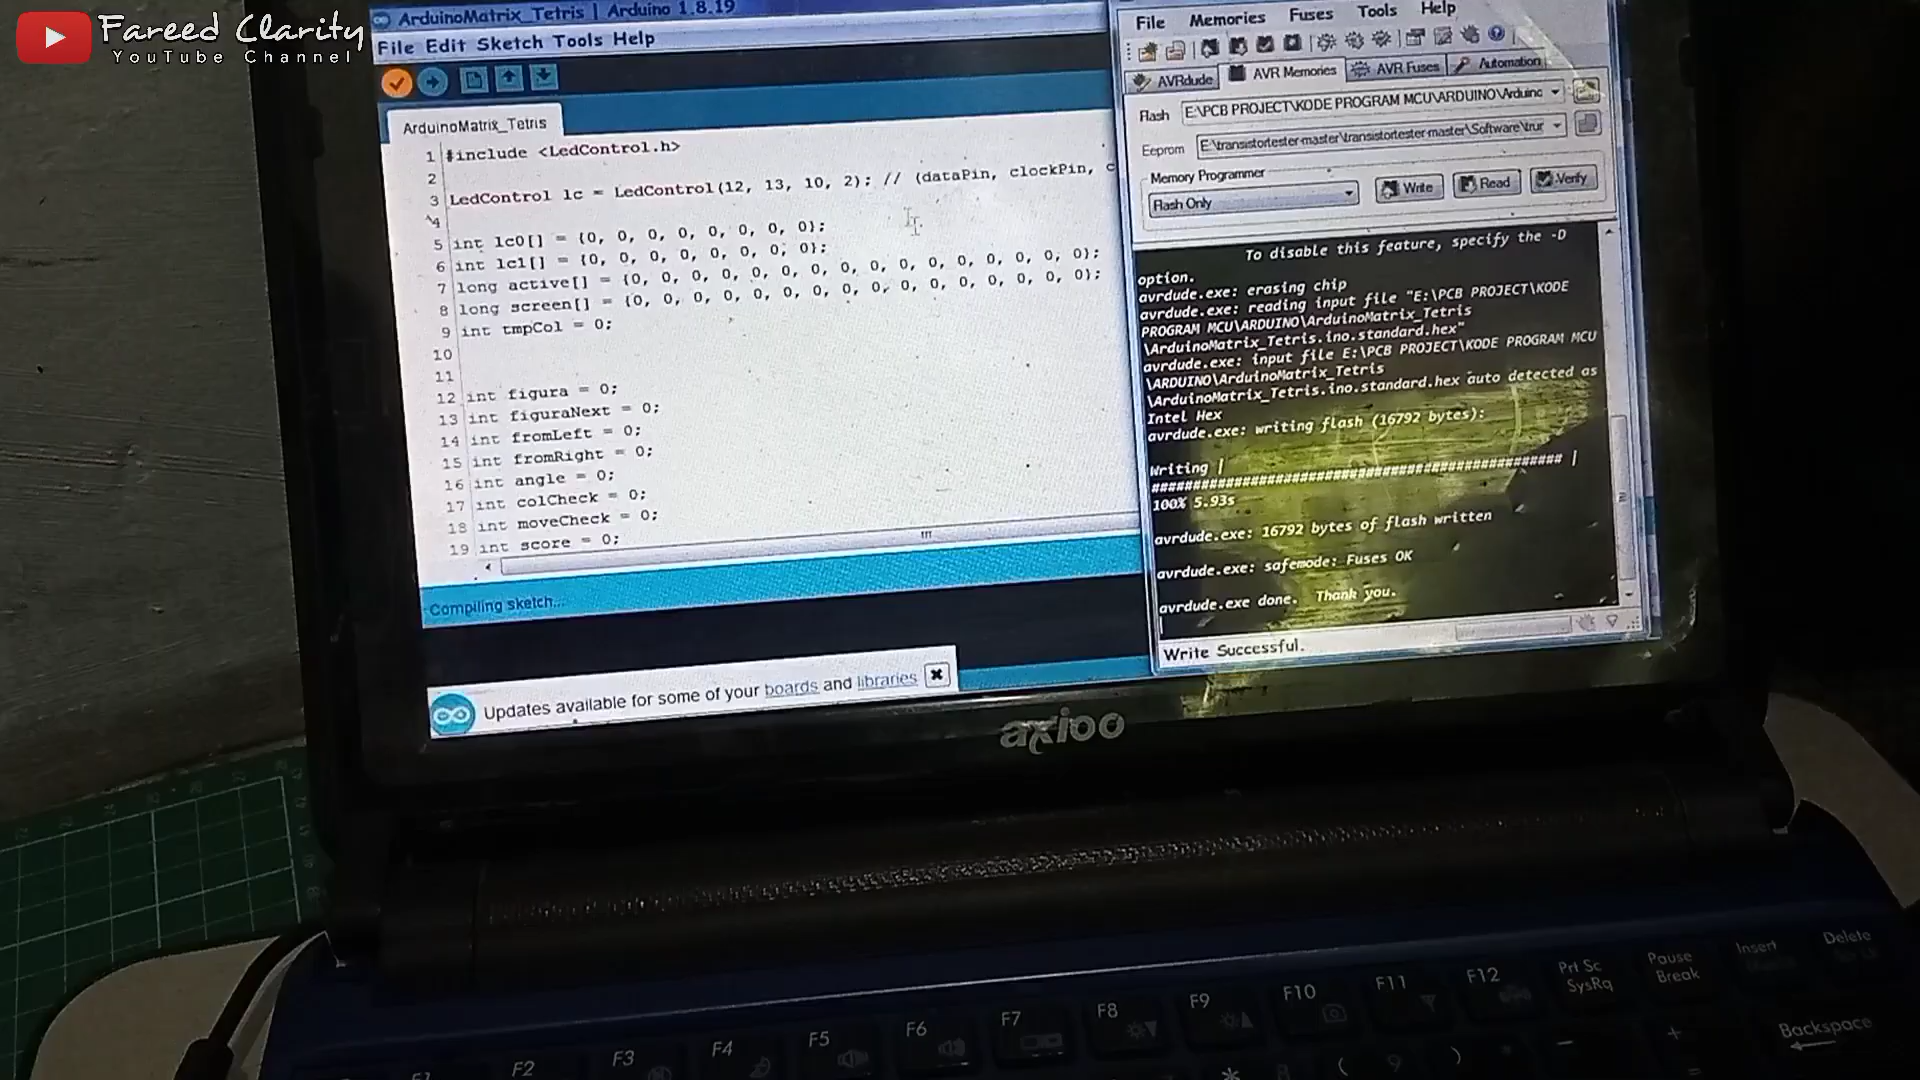 Fareed Clarity
YouTube Channel
ArduinoMatrix_Tetris | Arduino 1.8.19
File Edit Sketch Tools Help
ArduinoMatrix_Tetris
1 #include <LedControl.h>
2
3 LedControl lc = LedControl(12, 13, 10, 2); // (dataPin, clockPin, c
4
5 int lc0[] = {0, 0, 0, 0, 0, 0, 0, 0};
6 int lc1[] = {0, 0, 0, 0, 0, 0, 0, 0};
7 long active[] = {0, 0, 0, 0, 0, 0, 0, 0, 0, 0, 0, 0, 0, 0, 0, 0};
8 long screen[] = {0, 0, 0, 0, 0, 0, 0, 0, 0, 0, 0, 0, 0, 0, 0, 0};
9 int tmpCol = 0;
10
11
12 int figura = 0;
13 int figuraNext = 0;
14 int fromLeft = 0;
15 int fromRight = 0;
16 int angle = 0;
17 int colCheck = 0;
18 int moveCheck = 0;
19 int score = 0;
Compiling sketch...
Updates available for some of your boards and libraries
File Memories Fuses Tools Help
AVRdude AVR Memories AVR Fuses Automation
Flash E:\PCB PROJECT\KODE PROGRAM MCU\ARDUINO\Arduino
Eeprom E:\transistortester-master\transistortester-master\Software\trun
Memory Programmer
Flash Only Write Read Verify
To disable this feature, specify the -D
option.
avrdude.exe: erasing chip
avrdude.exe: reading input file "E:\PCB PROJECT\KODE
PROGRAM MCU\ARDUINO\ArduinoMatrix_Tetris
\ArduinoMatrix_Tetris.ino.standard.hex"
avrdude.exe: input file E:\PCB PROJECT\KODE PROGRAM MCU
\ARDUINO\ArduinoMatrix_Tetris
\ArduinoMatrix_Tetris.ino.standard.hex auto detected as
Intel Hex
avrdude.exe: writing flash (16792 bytes):
Writing |
################################################## |
100% 5.93s
avrdude.exe: 16792 bytes of flash written
avrdude.exe: safemode: Fuses OK
avrdude.exe done. Thank you.
Write Successful.
axioo
F1 F2 F3 F4 F5 F6 F7 F8 F9 F10 F11 F12 Prt Sc SysRq Pause Break Insert Delete
* ( 9 ) - + = Backspace